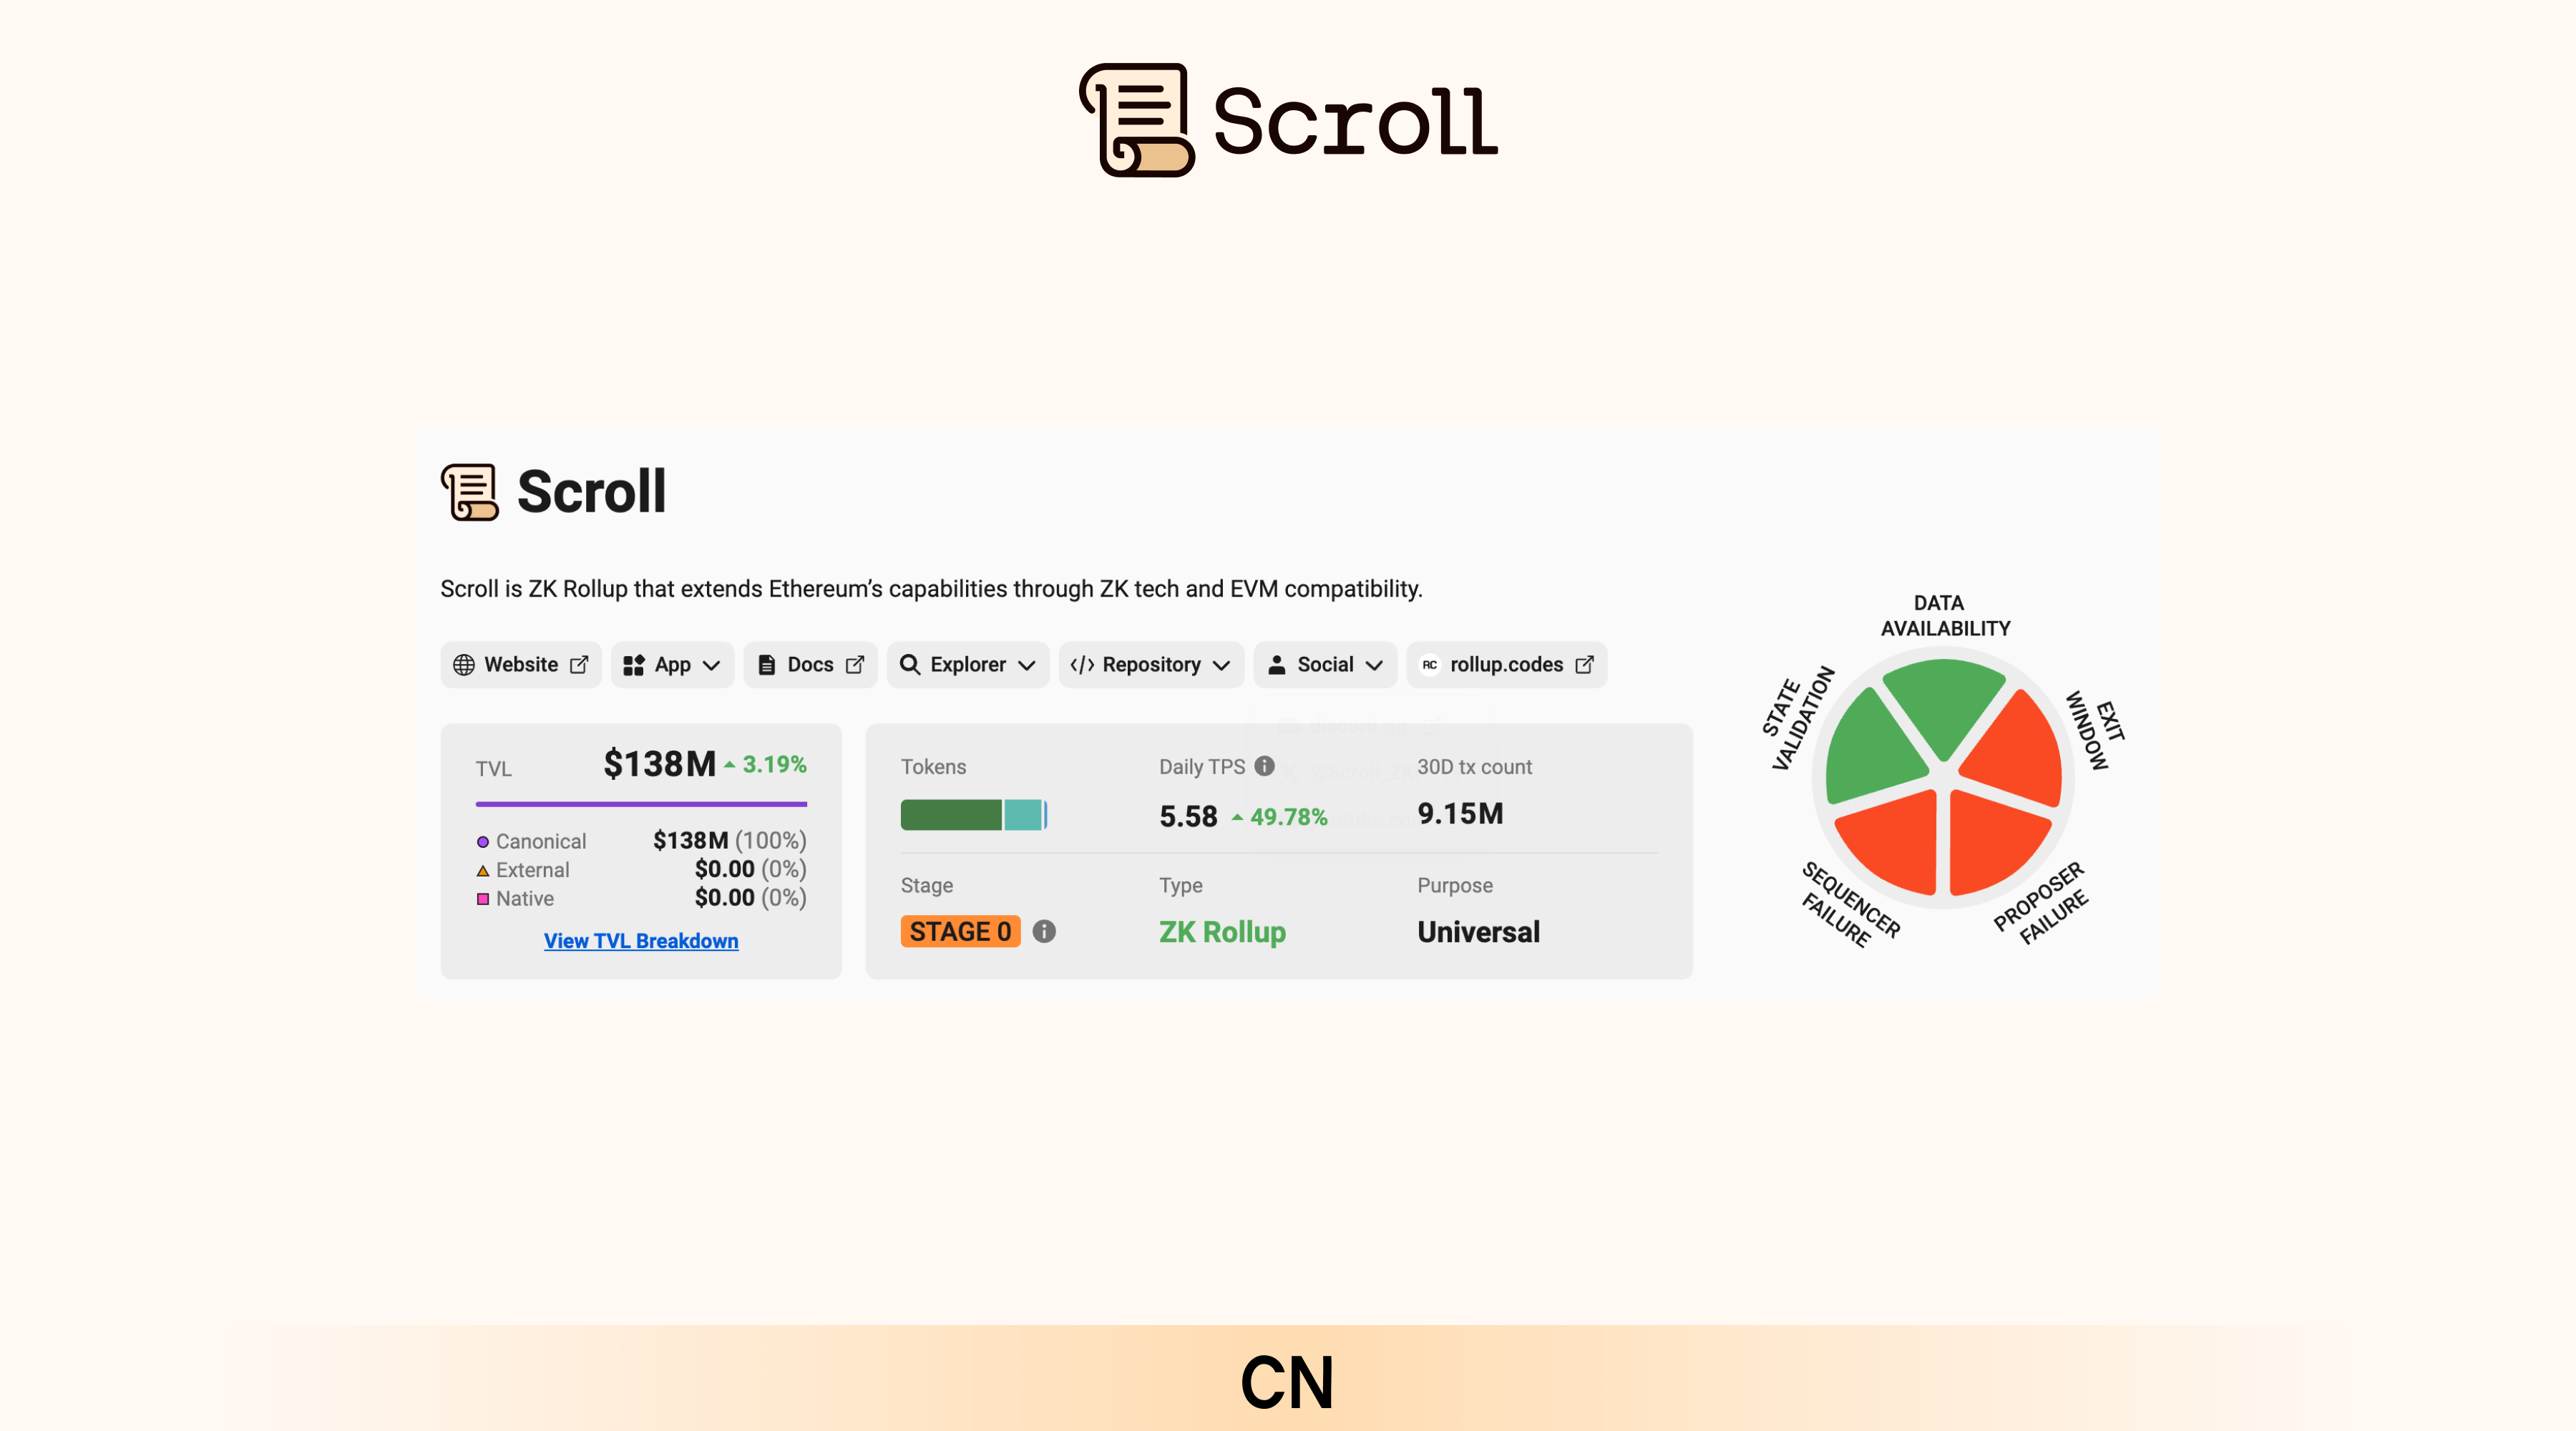 Scroll
Scroll
Scroll is ZK Rollup that extends Ethereum’s capabilities through ZK tech and EVM compatibility.
Website App Docs Explorer </> Repository Social RC rollup.codes
TVL $138M 3.19%
Canonical $138M (100%)
External $0.00 (0%)
Native $0.00 (0%)
View TVL Breakdown
Tokens Daily TPS i 30D tx count
5.58 49.78% 9.15M
Stage Type Purpose
STAGE 0 i ZK Rollup Universal
DATA
AVAILABILITY
STATE
VALIDATION
EXIT
WINDOW
SEQUENCER
FAILURE
PROPOSER
FAILURE
CN